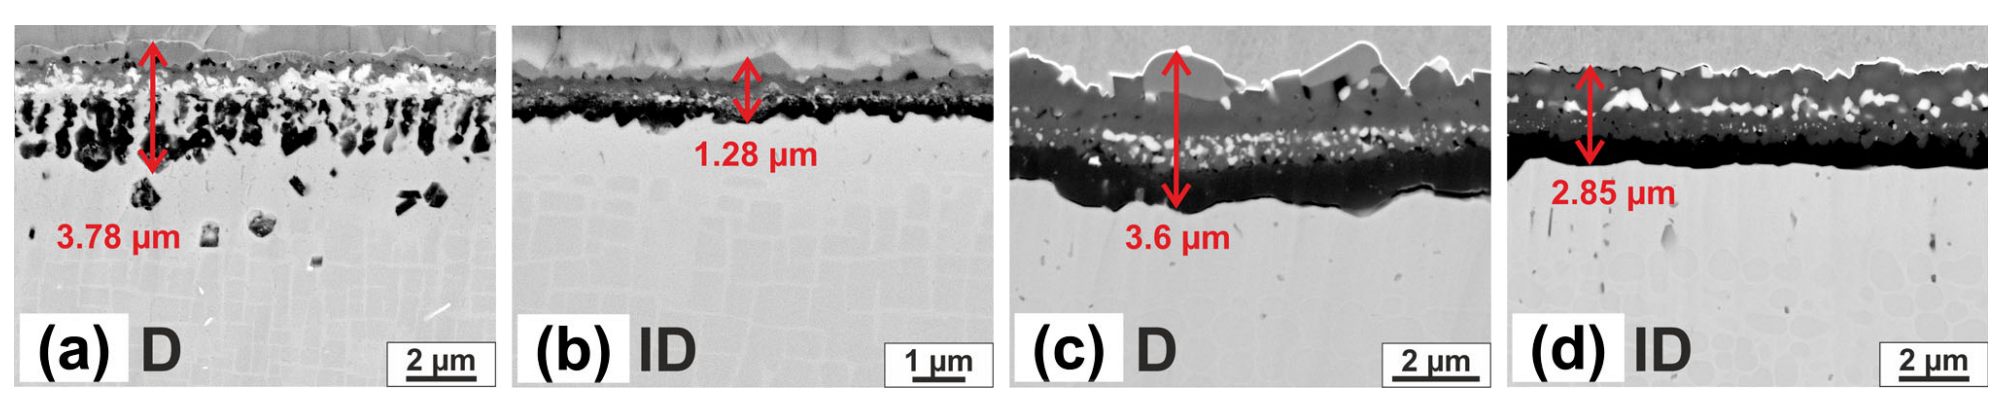 3.78 µm
(a) D
2 µm
1.28 µm
(b) ID
1 µm
3.6 µm
(c) D
2 µm
2.85 µm
(d) ID
2 µm